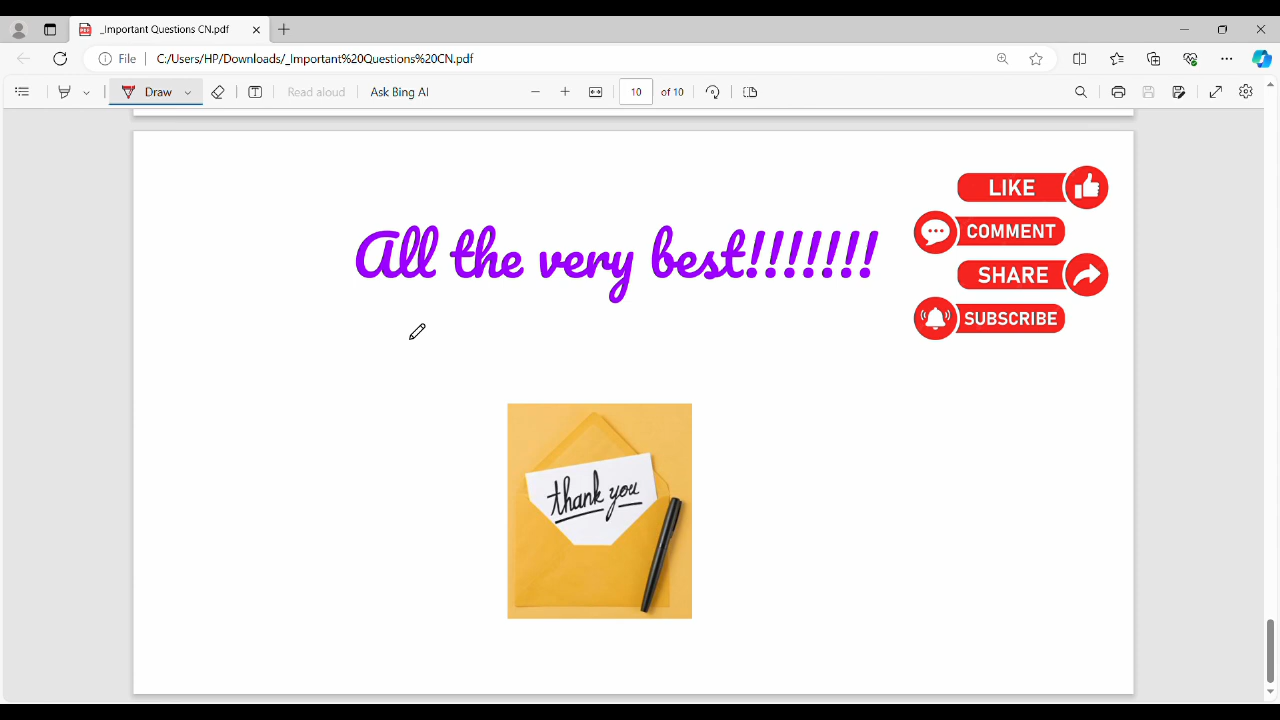 _Important Questions CN.pdf
File
C:/Users/HP/Downloads/_Important%20Questions%20CN.pdf
Draw
Read aloud
Ask Bing AI
10
of 10
All the very best!!!!!!!
LIKE
COMMENT
SHARE
SUBSCRIBE
thank you